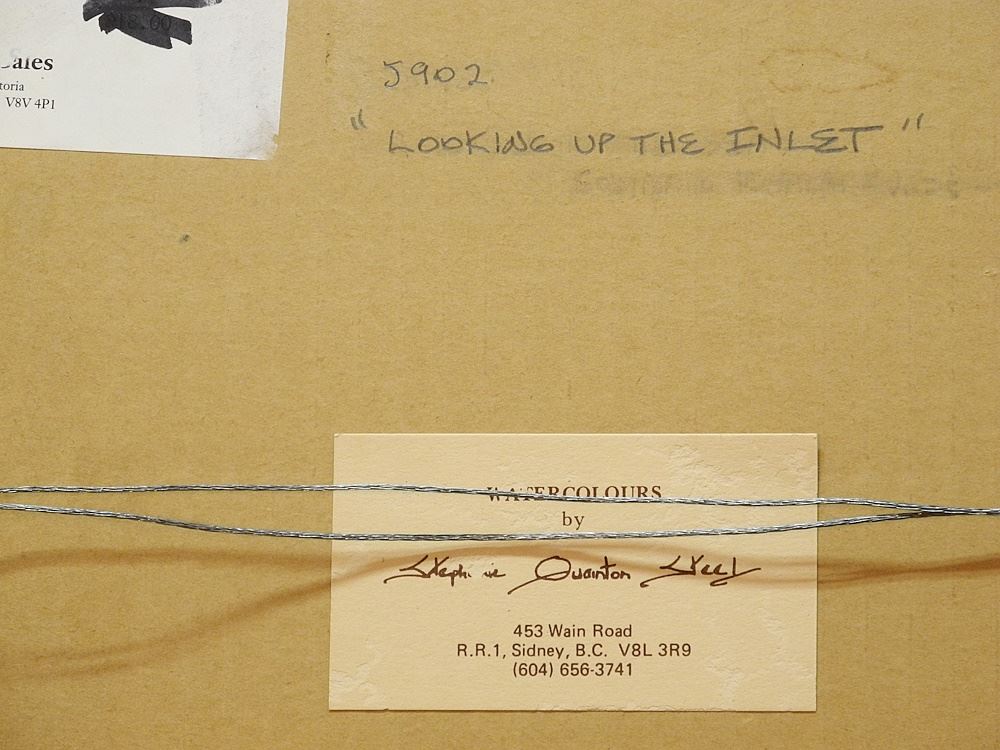 toria
V8V 4P1
J902
" LOOKING UP THE INLET "
WATERCOLOURS
by
Stephanie Quainton Steel
453 Wain Road
R.R.1, Sidney, B.C. V8L 3R9
(604) 656-3741